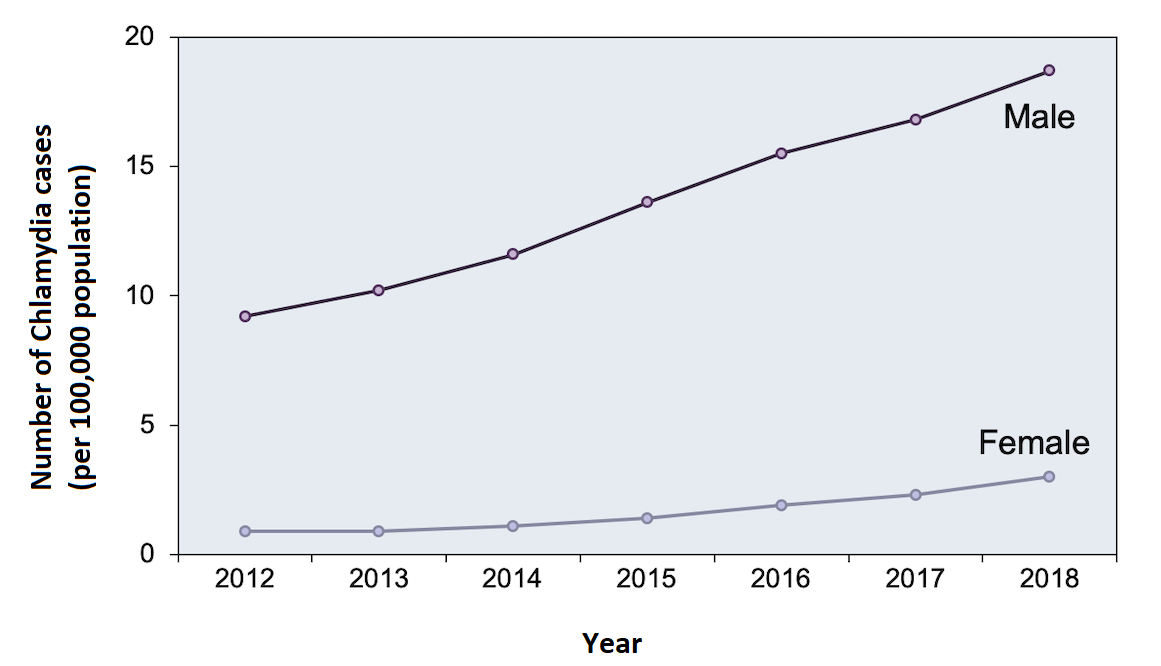 Number of Chlamydia cases
(per 100,000 population)
20
15
10
5
0
Male
Female
2012 2013 2014 2015 2016 2017 2018
Year